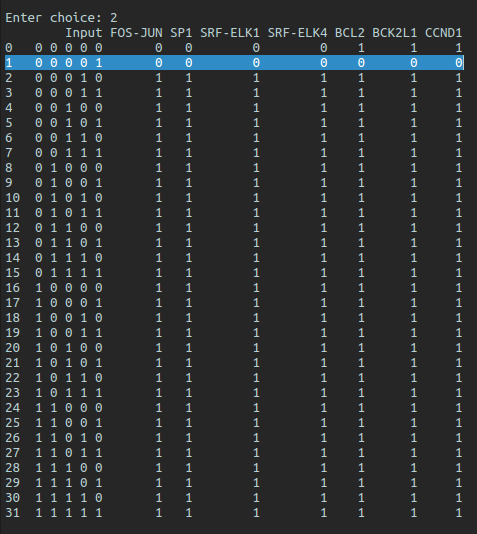 Enter choice: 2
Input FOS-JUN SP1 SRF-ELK1 SRF-ELK4 BCL2 BCK2L1 CCND1
0 0 0 0 0 0 0 0 0 0 1 1 1
1 0 0 0 0 1 0 0 0 0 0 0 0
2 0 0 0 1 0 1 1 1 1 1 1 1
3 0 0 0 1 1 1 1 1 1 1 1 1
4 0 0 1 0 0 1 1 1 1 1 1 1
5 0 0 1 0 1 1 1 1 1 1 1 1
6 0 0 1 1 0 1 1 1 1 1 1 1
7 0 0 1 1 1 1 1 1 1 1 1 1
8 0 1 0 0 0 1 1 1 1 1 1 1
9 0 1 0 0 1 1 1 1 1 1 1 1
10 0 1 0 1 0 1 1 1 1 1 1 1
11 0 1 0 1 1 1 1 1 1 1 1 1
12 0 1 1 0 0 1 1 1 1 1 1 1
13 0 1 1 0 1 1 1 1 1 1 1 1
14 0 1 1 1 0 1 1 1 1 1 1 1
15 0 1 1 1 1 1 1 1 1 1 1 1
16 1 0 0 0 0 1 1 1 1 1 1 1
17 1 0 0 0 1 1 1 1 1 1 1 1
18 1 0 0 1 0 1 1 1 1 1 1 1
19 1 0 0 1 1 1 1 1 1 1 1 1
20 1 0 1 0 0 1 1 1 1 1 1 1
21 1 0 1 0 1 1 1 1 1 1 1 1
22 1 0 1 1 0 1 1 1 1 1 1 1
23 1 0 1 1 1 1 1 1 1 1 1 1
24 1 1 0 0 0 1 1 1 1 1 1 1
25 1 1 0 0 1 1 1 1 1 1 1 1
26 1 1 0 1 0 1 1 1 1 1 1 1
27 1 1 0 1 1 1 1 1 1 1 1 1
28 1 1 1 0 0 1 1 1 1 1 1 1
29 1 1 1 0 1 1 1 1 1 1 1 1
30 1 1 1 1 0 1 1 1 1 1 1 1
31 1 1 1 1 1 1 1 1 1 1 1 1